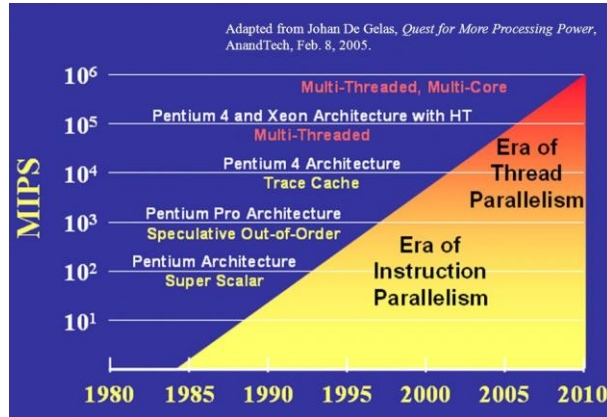 Adapted from Johan De Gelas, Quest for More Processing Power,
AnandTech, Feb. 8, 2005.
MIPS
10⁶
Multi-Threaded, Multi-Core
Pentium 4 and Xeon Architecture with HT
10⁵
Multi-Threaded
Pentium 4 Architecture
10⁴
Trace Cache
Pentium Pro Architecture
10³
Speculative Out-of-Order
Pentium Architecture
10²
Super Scalar
10¹
Era of
Thread
Parallelism
Era of
Instruction
Parallelism
1980 1985 1990 1995 2000 2005 2010